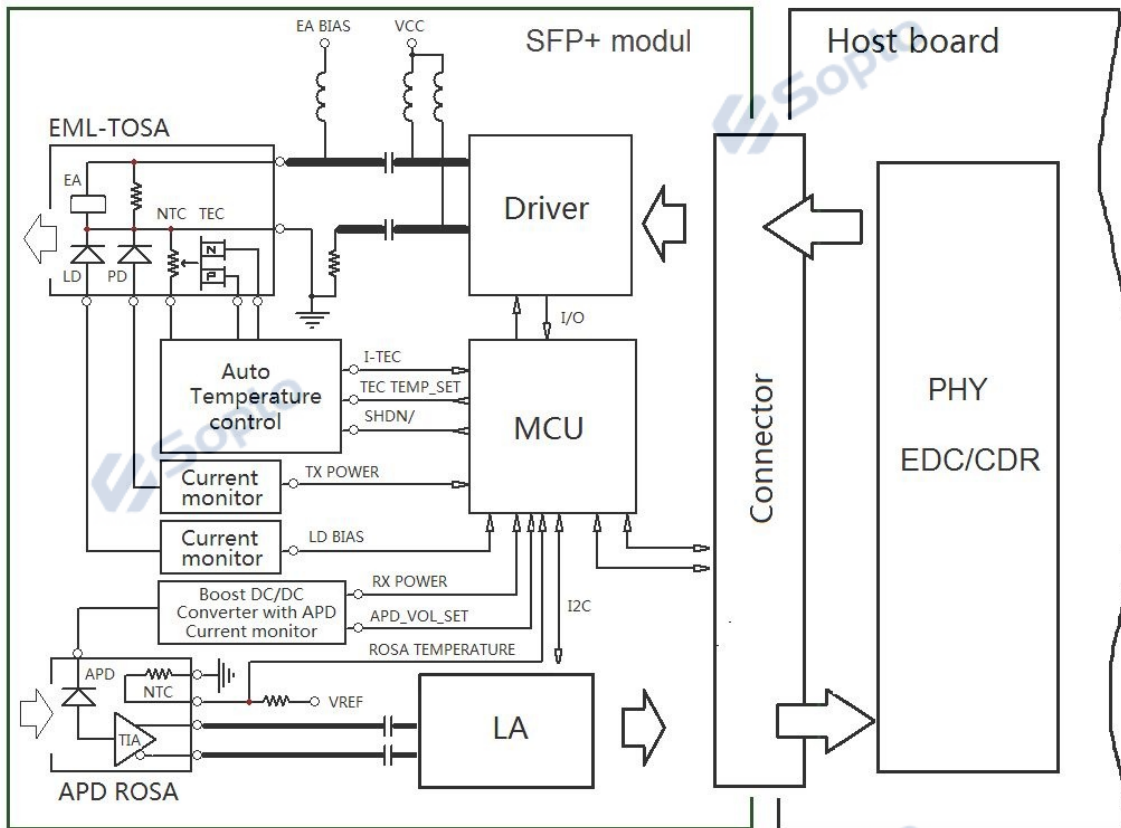 EA BIAS
VCC
SFP+ modul
Host board
Sopto
EML-TOSA
EA
NTC TEC
N
P
LD
PD
Driver
I/O
Auto
Temperature
control
I-TEC
TEC TEMP_SET
SHDN/
MCU
Connector
PHY
EDC/CDR
Sopto
Current
monitor
TX POWER
Current
monitor
LD BIAS
Boost DC/DC
Converter with APD
Current monitor
RX POWER
APD_VOL_SET
I2C
ROSA TEMPERATURE
APD
NTC
VREF
TIA
LA
APD ROSA